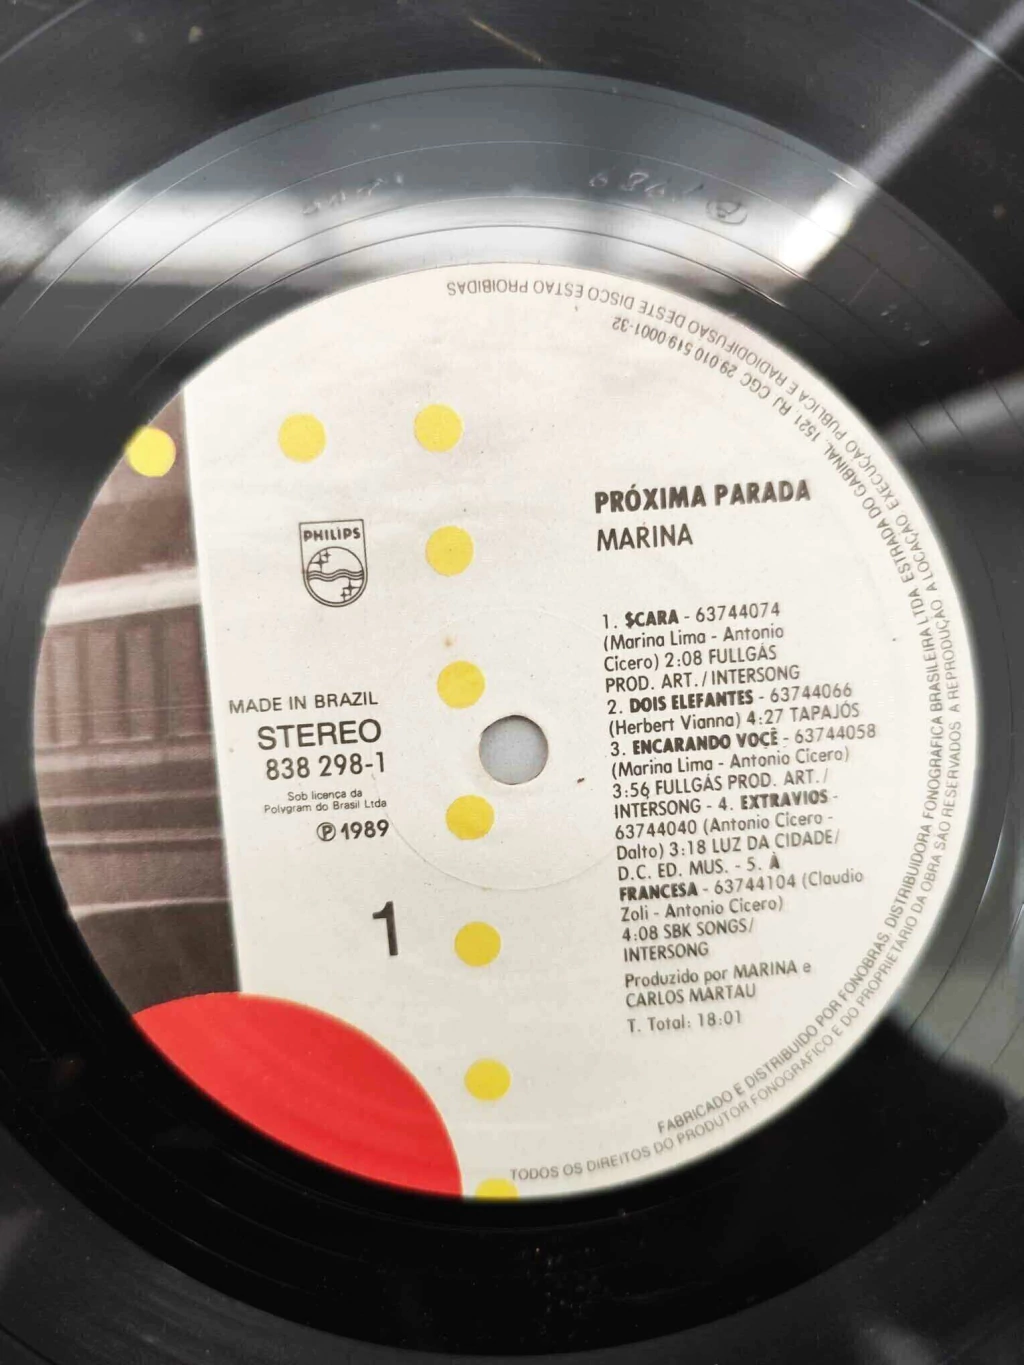 PHILIPS
MADE IN BRAZIL
STEREO
838 298-1
Sob licença da
Polygram do Brasil Ltda
Ⓟ 1989
1
PRÓXIMA PARADA
MARINA
1. $CARA - 63744074
(Marina Lima - Antonio
Cicero) 2:08 FULLGÁS
PROD. ART./INTERSONG
2. DOIS ELEFANTES - 63744066
(Herbert Vianna) 4:27 TAPAJÓS
3. ENCARANDO VOCÊ - 63744058
(Marina Lima - Antonio Cicero)
3:56 FULLGÁS PROD. ART./
INTERSONG - 4. EXTRAVIOS -
63744040 (Antonio Cicero -
Dalto) 3:18 LUZ DA CIDADE/
D.C. ED. MUS. - 5. À
FRANCESA - 63744104 (Claudio
Zoli - Antonio Cicero)
4:08 SBK SONGS/
INTERSONG
Produzido por MARINA e
CARLOS MARTAU
T. Total: 18:01
FABRICADO E DISTRIBUIDO POR FONOBRAS. DISTRIBUIDORA FONOGRÁFICA BRASILEIRA LTDA. ESTRADA DO GABINAL, 1521 RJ CGC 29 010 519 0001-32
TODOS OS DIREITOS DO PRODUTOR FONOGRÁFICO E DO PROPRIETARIO DA OBRA SÃO RESERVADOS A REPRODUÇÃO A LOCAÇÃO EXECUÇÃO PUBLICA E RADIODIFUSÃO DESTE DISCO ESTÃO PROIBIDAS